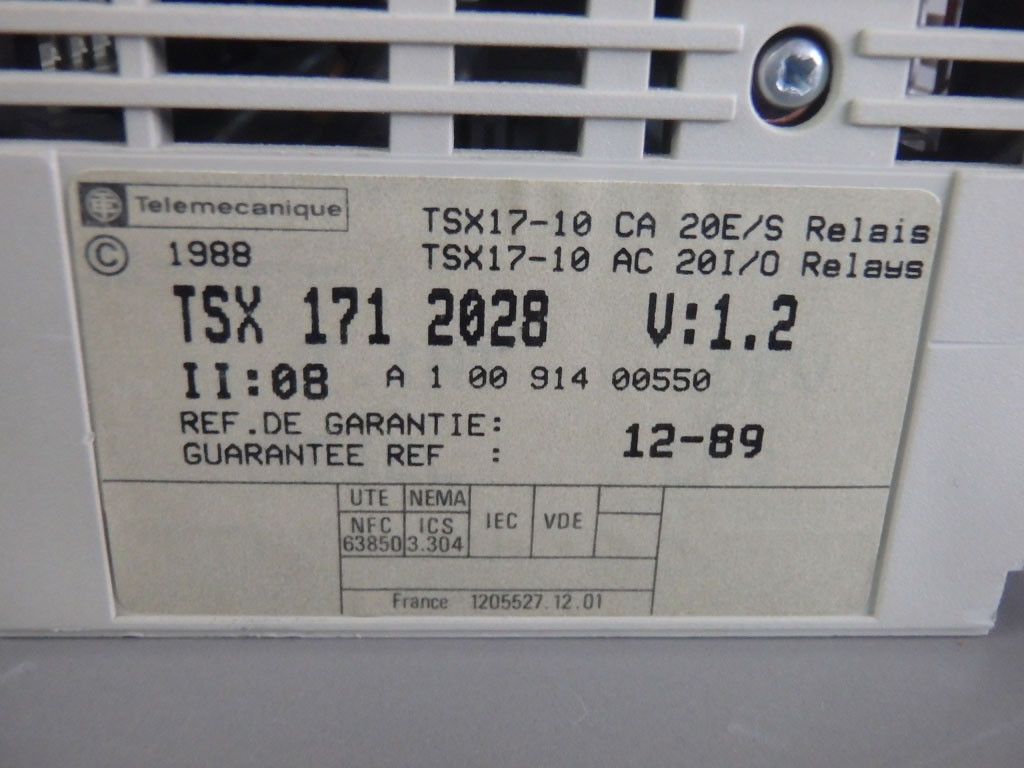 Telemecanique
© 1988
TSX17-10 CA 20E/S Relais
TSX17-10 AC 20I/O Relays
TSX 171 2028 V:1.2
II:08 A 1 00 914 00550
REF.DE GARANTIE:
GUARANTEE REF : 12-89
UTE NEMA
IEC VDE
NFC ICS
63850 3.304
France 1205527.12.01